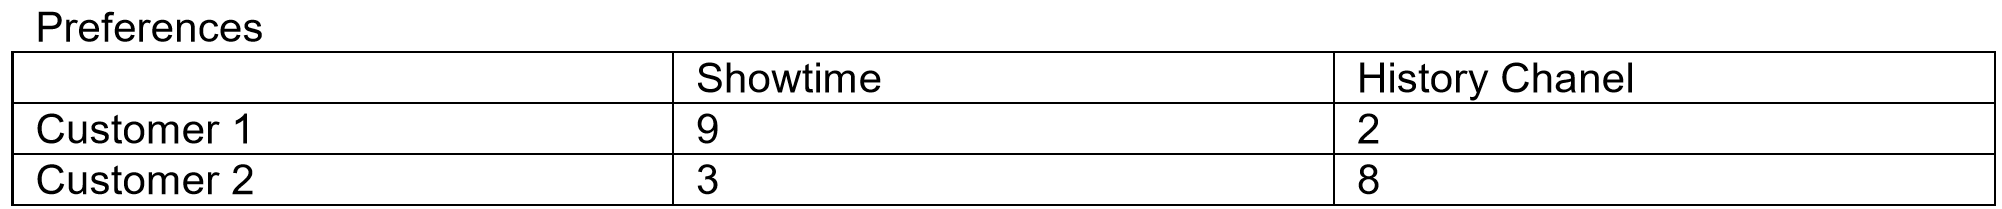 Preferences
Showtime History Chanel
Customer 1 9 2
Customer 2 3 8